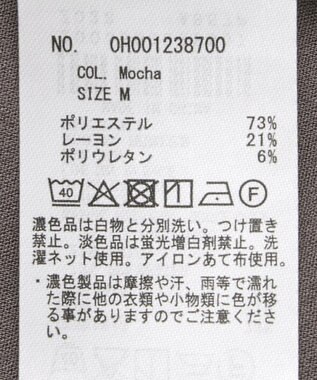 NO. 0H001238700
COL. Mocha
SIZE M
ポリエステル 73%
レーヨン 21%
ポリウレタン 6%
40 F
濃色品は白物と分別洗い。つけ置き
禁止。淡色品は蛍光増白剤禁止。洗
濯ネット使用。アイロンあて布使用。
・濃色製品は摩擦や汗、雨等で濡れ
た際に他の衣類や小物類に色が移
る事がありますのでご注意くださ
い。